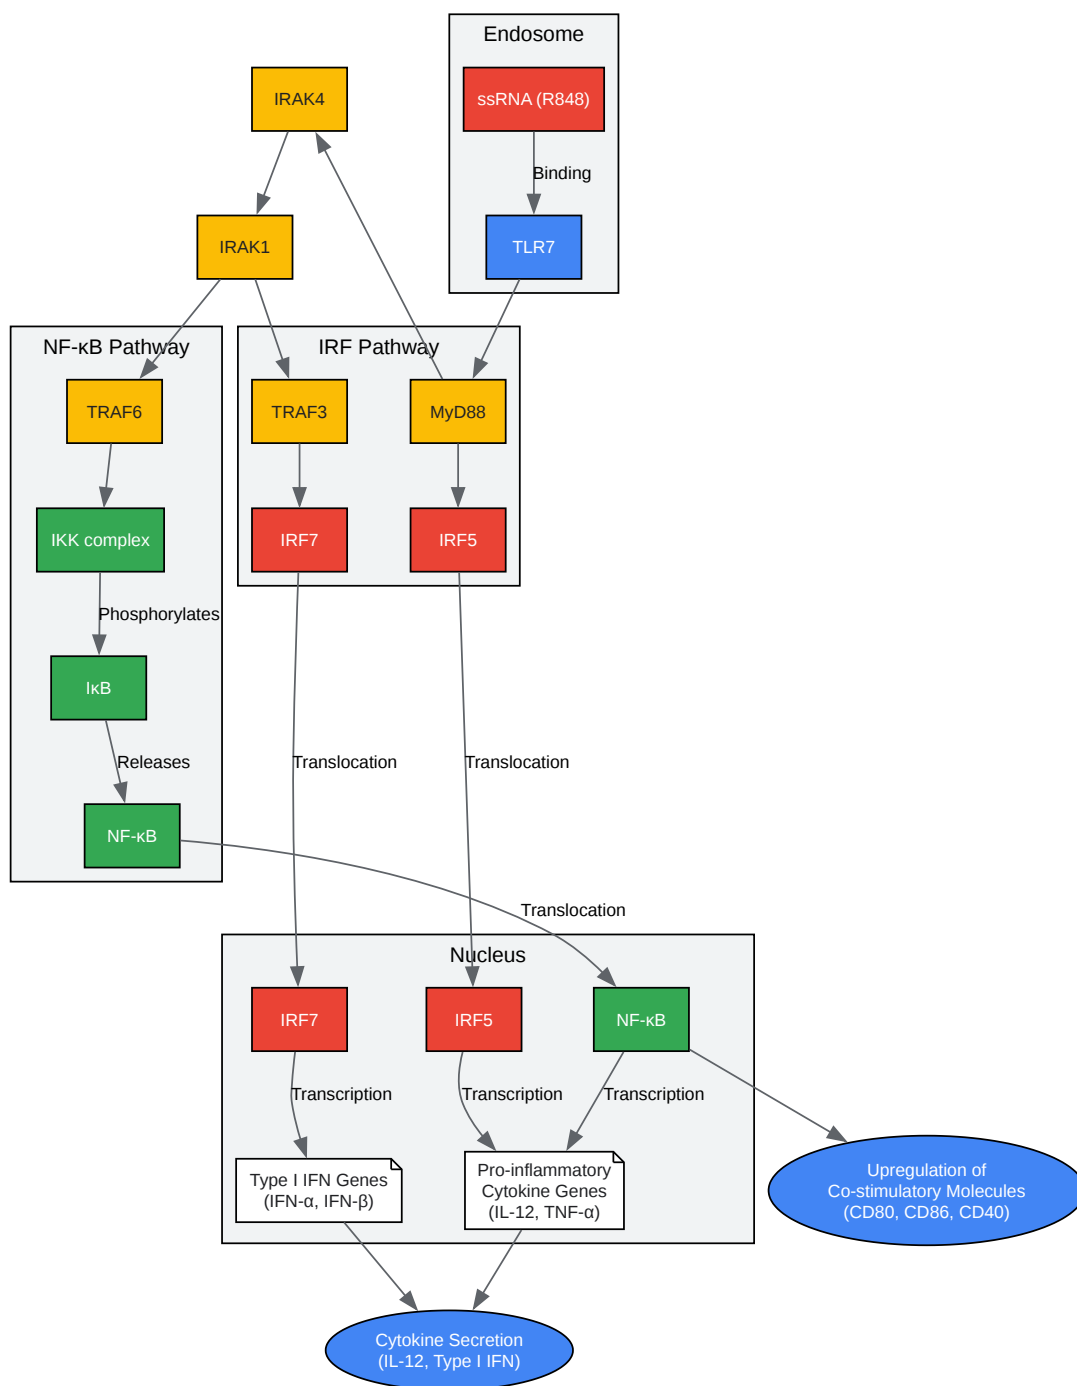 Endosome
ssRNA (R848)
IRAK4
Binding
IRAK1
TLR7
NF-κB Pathway
IRF Pathway
TRAF6
TRAF3
MyD88
IKK complex
IRF7
IRF5
Phosphorylates
IκB
Releases
Translocation
Translocation
NF-κB
Translocation
Nucleus
IRF7
IRF5
NF-κB
Transcription
Transcription
Transcription
Type I IFN Genes
(IFN-α, IFN-β)
Pro-inflammatory
Cytokine Genes
(IL-12, TNF-α)
Upregulation of
Co-stimulatory Molecules
(CD80, CD86, CD40)
Cytokine Secretion
(IL-12, Type I IFN)